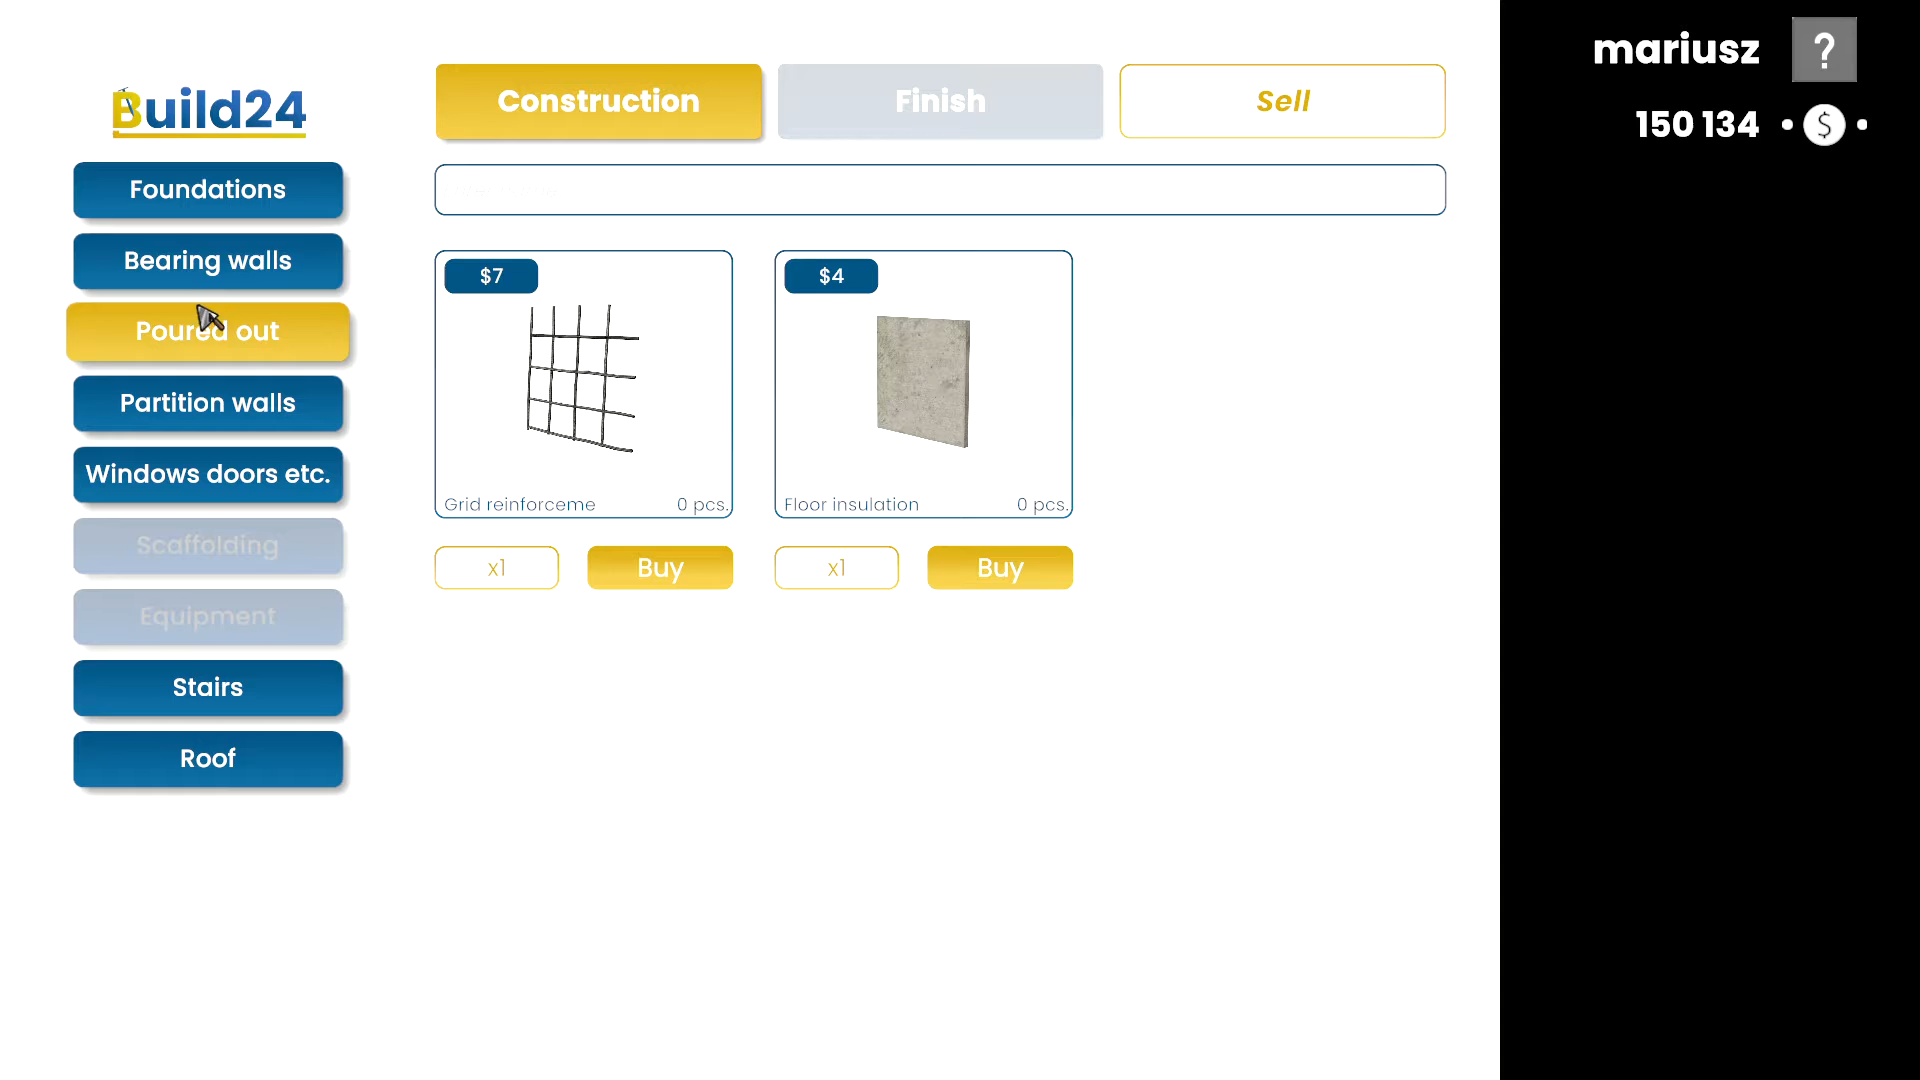 mariusz
?
150 134
$
Build24
Construction
Finish
Sell
Foundations
Bearing walls
Poured out
Partition walls
Windows doors etc.
Scaffolding
Equipment
Stairs
Roof
$7
Grid reinforceme
0 pcs.
x1
Buy
$4
Floor insulation
0 pcs.
x1
Buy